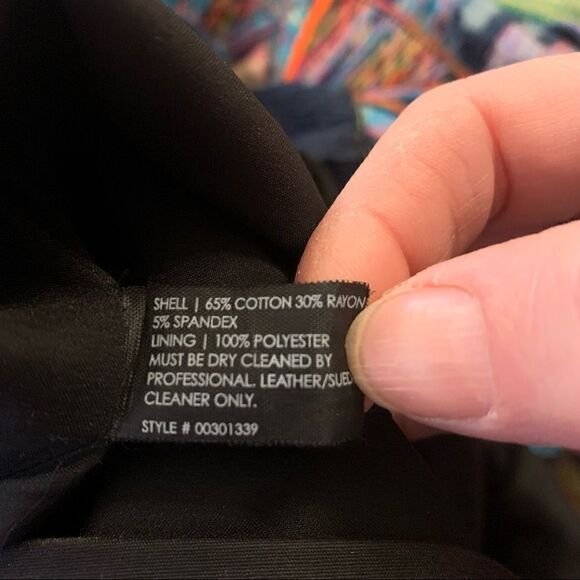 SHELL | 65% COTTON 30% RAYON
5% SPANDEX
LINING | 100% POLYESTER
MUST BE DRY CLEANED BY
PROFESSIONAL. LEATHER/SUED
CLEANER ONLY.
STYLE # 00301339